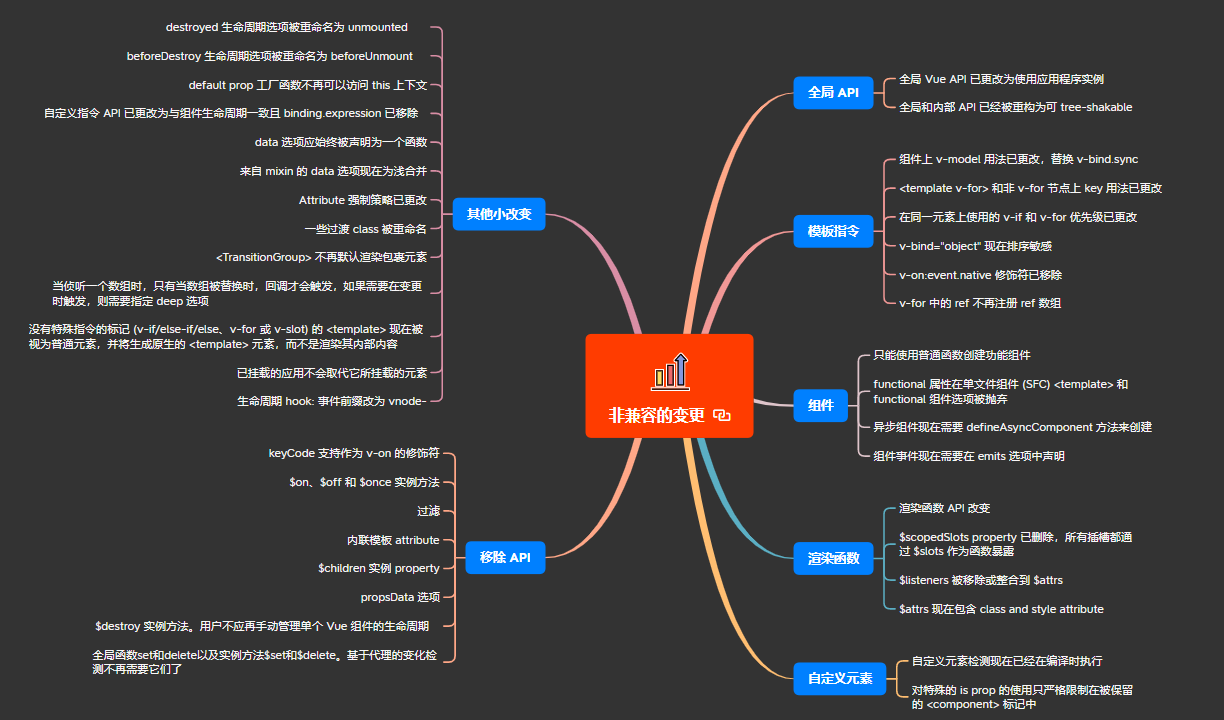 非兼容的变更
全局 API
全局 Vue API 已更改为使用应用程序实例
全局和内部 API 已经被重构为可 tree-shakable
模板指令
组件上 v-model 用法已更改，替换 v-bind.sync
<template v-for> 和非 v-for 节点上 key 用法已更改
在同一元素上使用的 v-if 和 v-for 优先级已更改
v-bind="object" 现在排序敏感
v-on:event.native 修饰符已移除
v-for 中的 ref 不再注册 ref 数组
组件
只能使用普通函数创建功能组件
functional 属性在单文件组件 (SFC) <template> 和
functional 组件选项被抛弃
异步组件现在需要 defineAsyncComponent 方法来创建
组件事件现在需要在 emits 选项中声明
渲染函数
渲染函数 API 改变
$scopedSlots property 已删除，所有插槽都通
过 $slots 作为函数暴露
$listeners 被移除或整合到 $attrs
$attrs 现在包含 class and style attribute
自定义元素
自定义元素检测现在已经在编译时执行
对特殊的 is prop 的使用只严格限制在被保留
的 <component> 标记中
其他小改变
destroyed 生命周期选项被重命名为 unmounted
beforeDestroy 生命周期选项被重命名为 beforeUnmount
default prop 工厂函数不再可以访问 this 上下文
自定义指令 API 已更改为与组件生命周期一致且 binding.expression 已移除
data 选项应始终被声明为一个函数
来自 mixin 的 data 选项现在为浅合并
Attribute 强制策略已更改
一些过渡 class 被重命名
<TransitionGroup> 不再默认渲染包裹元素
当侦听一个数组时，只有当数组被替换时，回调才会触发，如果需要在变更
时触发，则需要指定 deep 选项
没有特殊指令的标记 (v-if/else-if/else、v-for 或 v-slot) 的 <template> 现在被
视为普通元素，并将生成原生的 <template> 元素，而不是渲染其内部内容
已挂载的应用不会取代它所挂载的元素
生命周期 hook: 事件前缀改为 vnode-
移除 API
keyCode 支持作为 v-on 的修饰符
$on、$off 和 $once 实例方法
过滤
内联模板 attribute
$children 实例 property
propsData 选项
$destroy 实例方法。用户不应再手动管理单个 Vue 组件的生命周期
全局函数set和delete以及实例方法$set和$delete。基于代理的变化检
测不再需要它们了